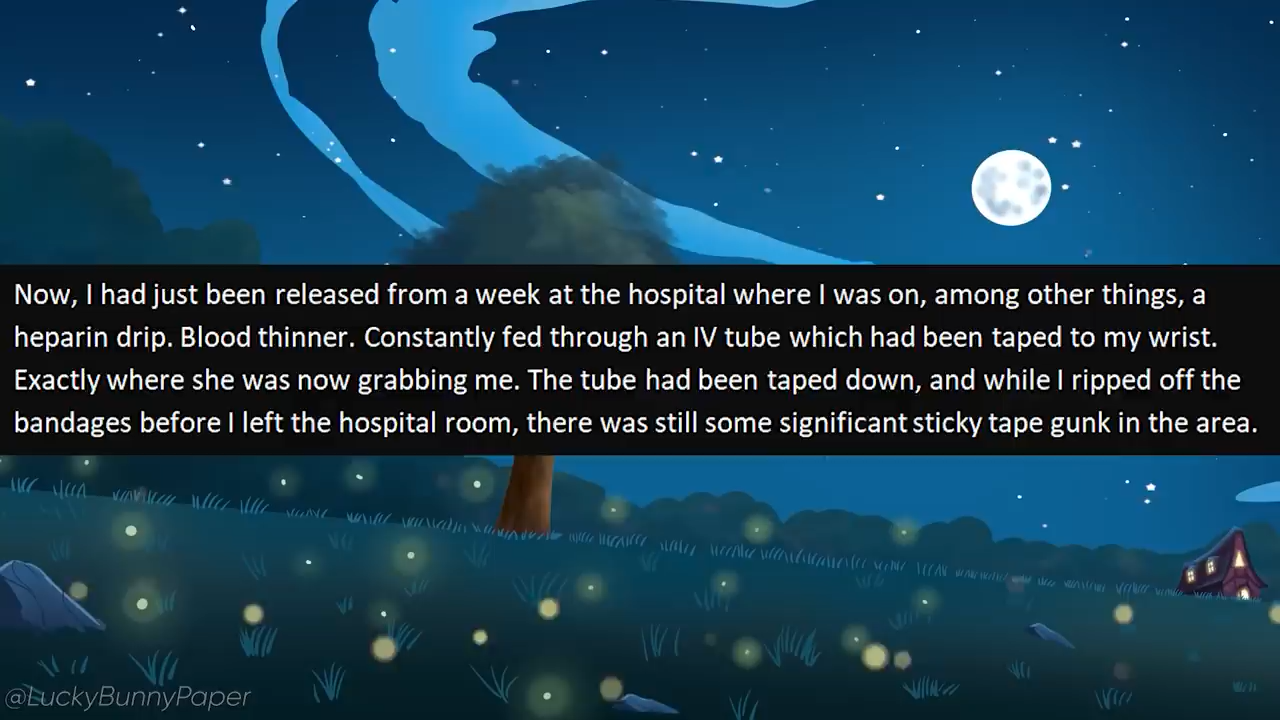 Now, I had just been released from a week at the hospital where I was on, among other things, a
heparin drip. Blood thinner. Constantly fed through an IV tube which had been taped to my wrist.
Exactly where she was now grabbing me. The tube had been taped down, and while I ripped off the
bandages before I left the hospital room, there was still some significant sticky tape gunk in the area.
@LuckyBunnyPaper